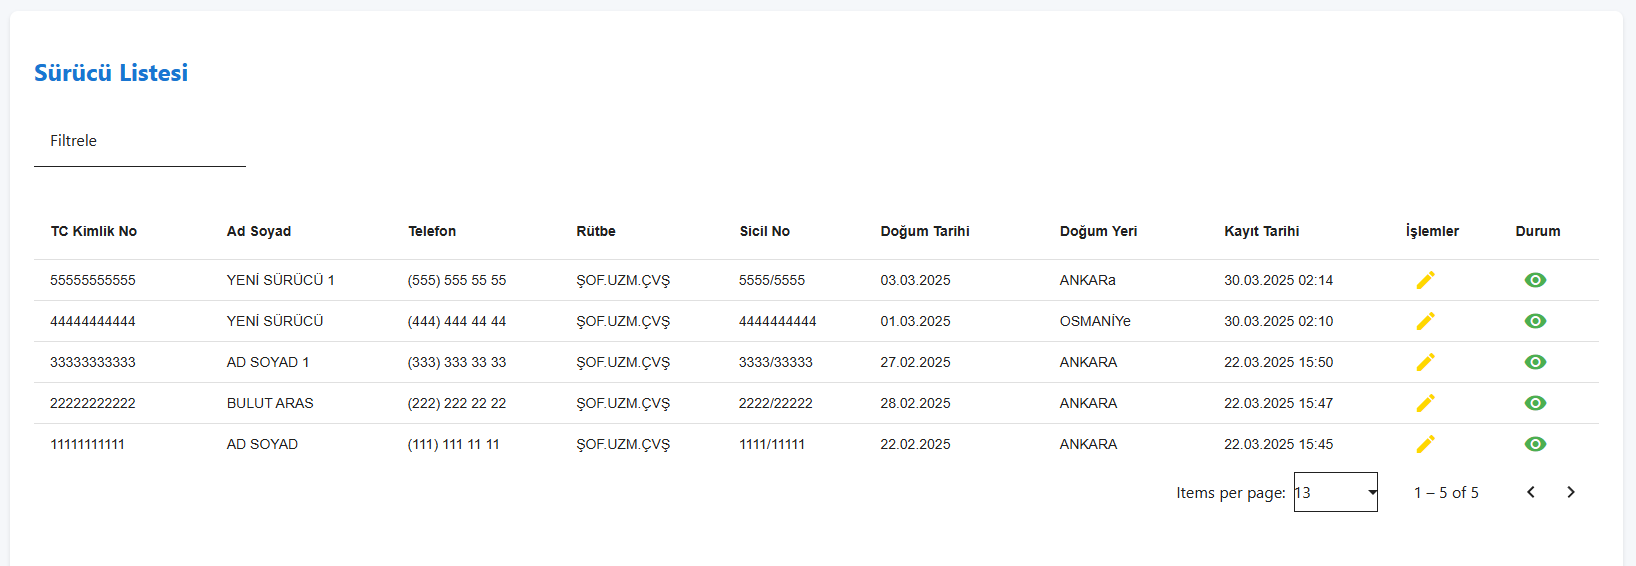 Sürücü Listesi
Filtrele
TC Kimlik No Ad Soyad Telefon Rütbe Sicil No Doğum Tarihi Doğum Yeri Kayıt Tarihi İşlemler Durum
55555555555 YENİ SÜRÜCÜ 1 (555) 555 55 55 ŞOF.UZM.ÇVŞ 5555/5555 03.03.2025 ANKARa 30.03.2025 02:14
44444444444 YENİ SÜRÜCÜ (444) 444 44 44 ŞOF.UZM.ÇVŞ 4444444444 01.03.2025 OSMANİYe 30.03.2025 02:10
33333333333 AD SOYAD 1 (333) 333 33 33 ŞOF.UZM.ÇVŞ 3333/33333 27.02.2025 ANKARA 22.03.2025 15:50
22222222222 BULUT ARAS (222) 222 22 22 ŞOF.UZM.ÇVŞ 2222/22222 28.02.2025 ANKARA 22.03.2025 15:47
11111111111 AD SOYAD (111) 111 11 11 ŞOF.UZM.ÇVŞ 1111/11111 22.02.2025 ANKARA 22.03.2025 15:45
Items per page: 13 1 – 5 of 5